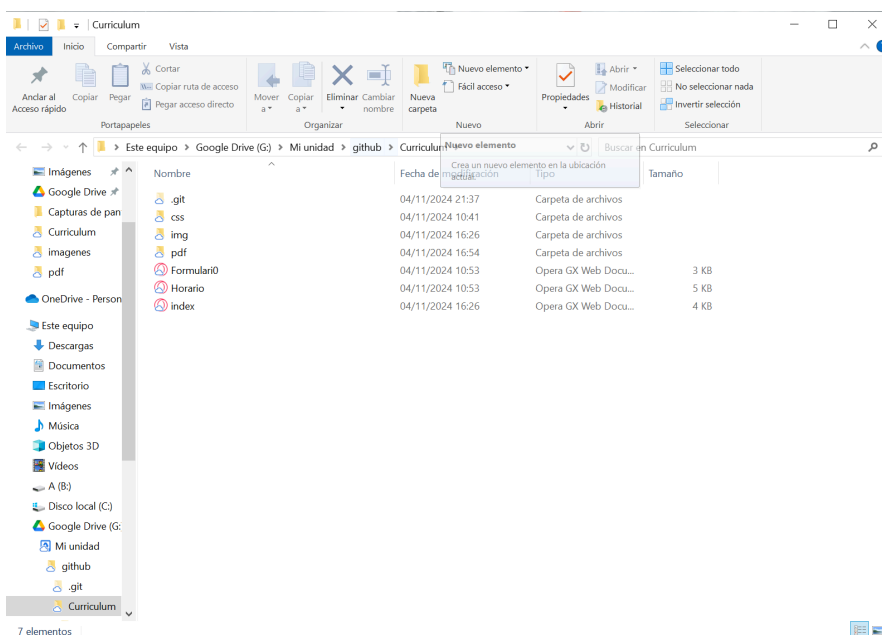 Curriculum
Archivo Inicio Compartir Vista
Anclar al Acceso rápido
Copiar
Pegar
Cortar
Copiar ruta de acceso
Pegar acceso directo
Portapapeles
Mover a
Copiar a
Eliminar
Cambiar nombre
Organizar
Nueva carpeta
Nuevo elemento
Fácil acceso
Nuevo
Propiedades
Abrir
Modificar
Historial
Abrir
Seleccionar todo
No seleccionar nada
Invertir selección
Seleccionar
Este equipo > Google Drive (G:) > Mi unidad > github > Curriculum
Buscar en Curriculum
Nuevo elemento
Crea un nuevo elemento en la ubicación
actual.
Nombre Fecha de modificación Tipo Tamaño
.git 04/11/2024 21:37 Carpeta de archivos
css 04/11/2024 10:41 Carpeta de archivos
img 04/11/2024 16:26 Carpeta de archivos
pdf 04/11/2024 16:54 Carpeta de archivos
Formulari0 04/11/2024 10:53 Opera GX Web Docu... 3 KB
Horario 04/11/2024 10:53 Opera GX Web Docu... 5 KB
index 04/11/2024 16:26 Opera GX Web Docu... 4 KB
Imágenes
Google Drive
Capturas de pan
Curriculum
imagenes
pdf
OneDrive - Person
Este equipo
Descargas
Documentos
Escritorio
Imágenes
Música
Objetos 3D
Vídeos
A (B:)
Disco local (C:)
Google Drive (G:
Mi unidad
github
.git
Curriculum
7 elementos